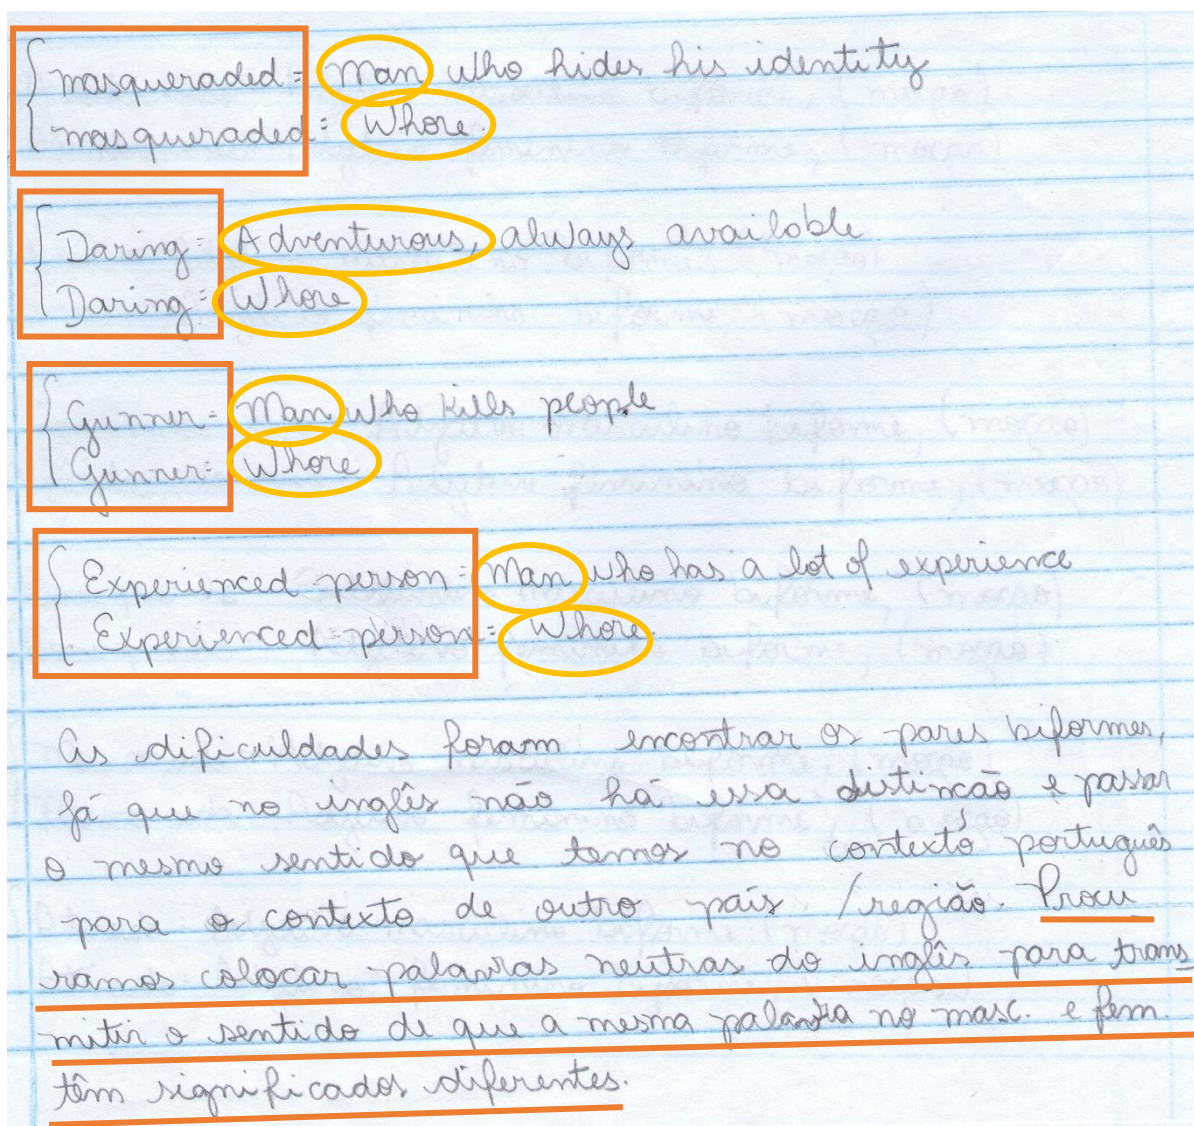 masqueraded = Man who hides his identity
masqueraded = Whore.
Daring = Adventurous, always available
Daring = Whore
Gunner = Man who kills people
Gunner = Whore
Experienced person = Man who has a lot of experience
Experienced-person = Whore.
As dificuldades foram encontrar os pares biformes,
já que no inglês não há essa distinção e passar
o mesmo sentido que temos no contexto português
para o contexto de outro país /região. Procu
ramos colocar palavras neutras do inglês para trans
mitir o sentido de que a mesma palavra no masc. e fem.
têm significados diferentes.